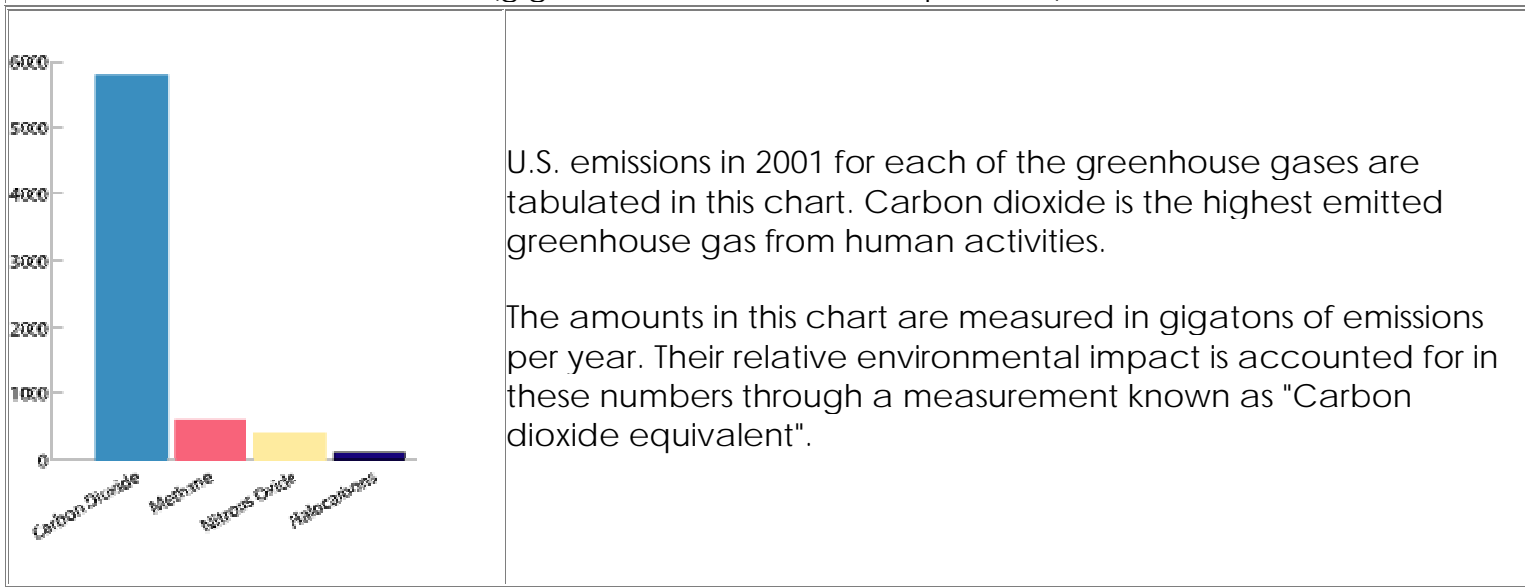 6000
5000
4000
3000
2000
1000
0
Carbon Dioxide
Methane
Nitrous Oxide
Halocarbons
U.S. emissions in 2001 for each of the greenhouse gases are
tabulated in this chart. Carbon dioxide is the highest emitted
greenhouse gas from human activities.
The amounts in this chart are measured in gigatons of emissions
per year. Their relative environmental impact is accounted for in
these numbers through a measurement known as "Carbon
dioxide equivalent".